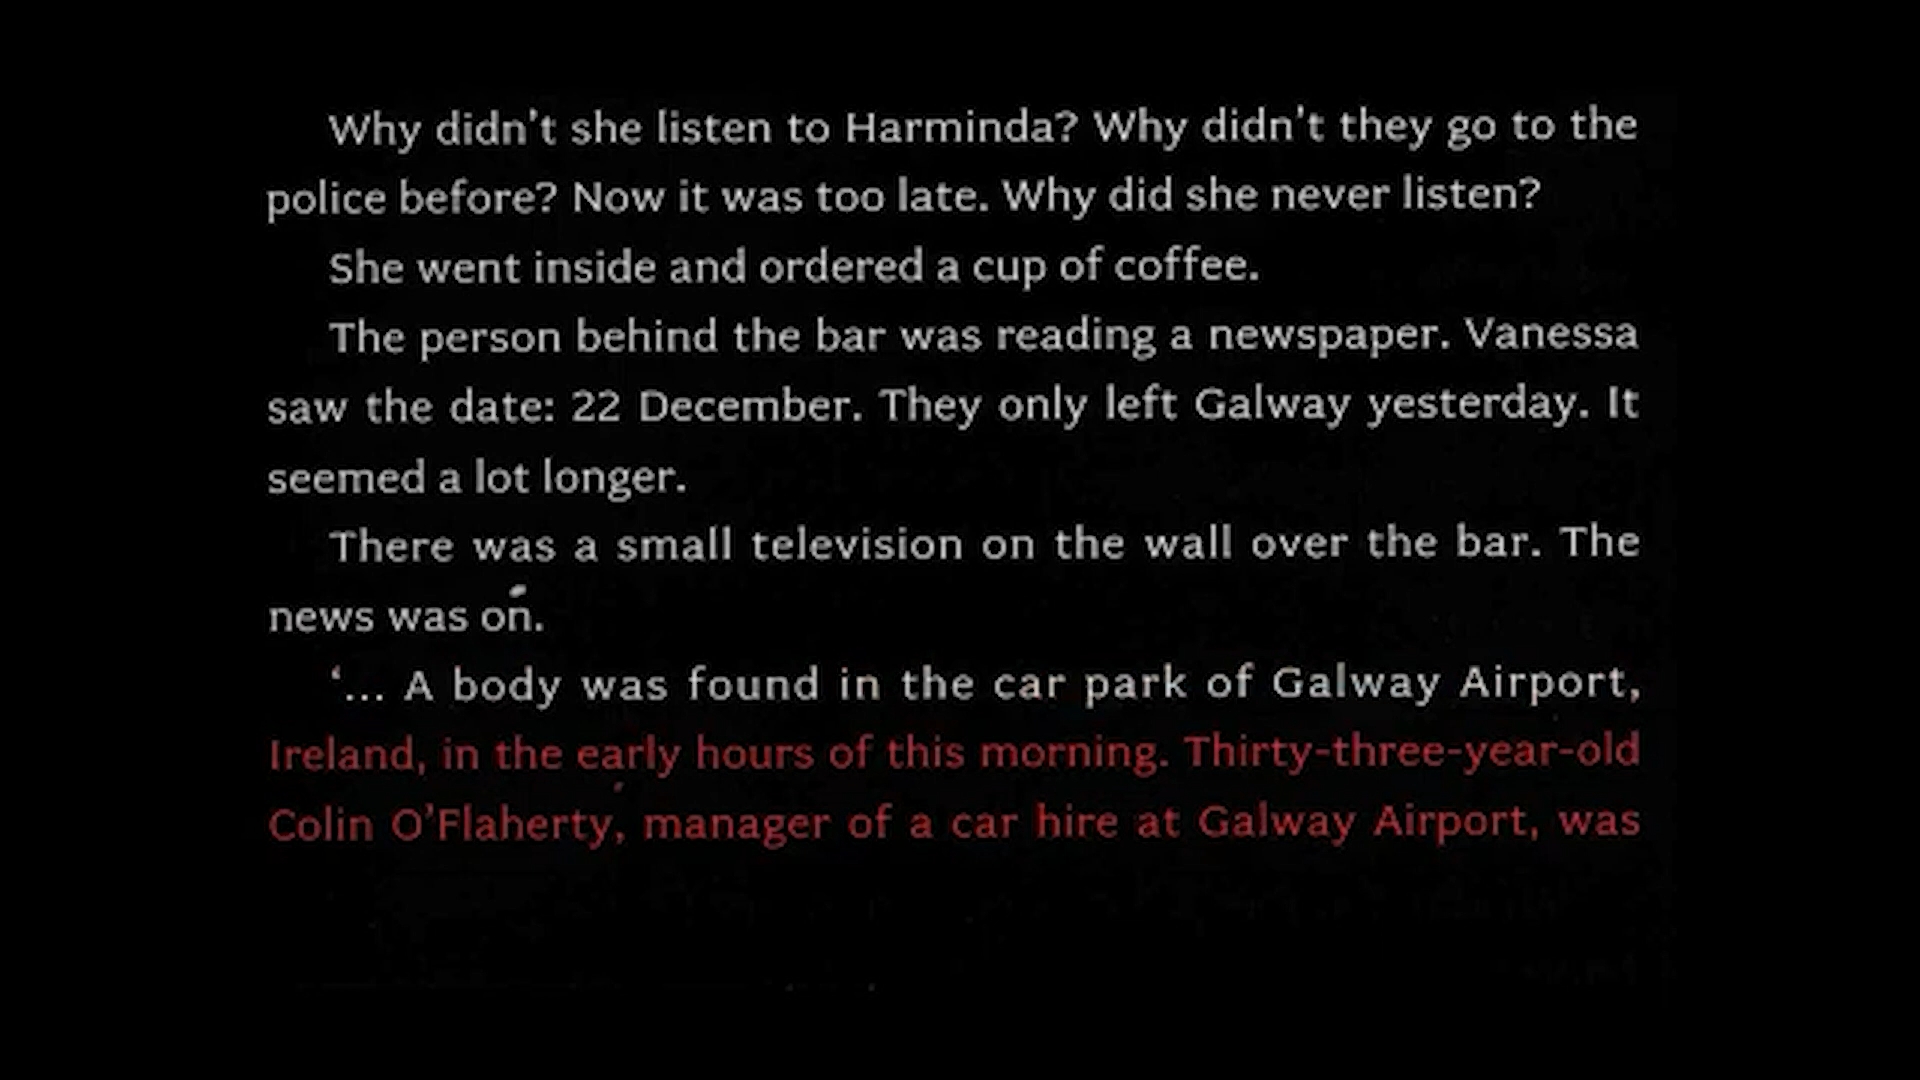 Why didn't she listen to Harminda? Why didn't they go to the
police before? Now it was too late. Why did she never listen?
She went inside and ordered a cup of coffee.
The person behind the bar was reading a newspaper. Vanessa
saw the date: 22 December. They only left Galway yesterday. It
seemed a lot longer.
There was a small television on the wall over the bar. The
news was on.
‘... A body was found in the car park of Galway Airport,
Ireland, in the early hours of this morning. Thirty-three-year-old
Colin O’Flaherty, manager of a car hire at Galway Airport, was